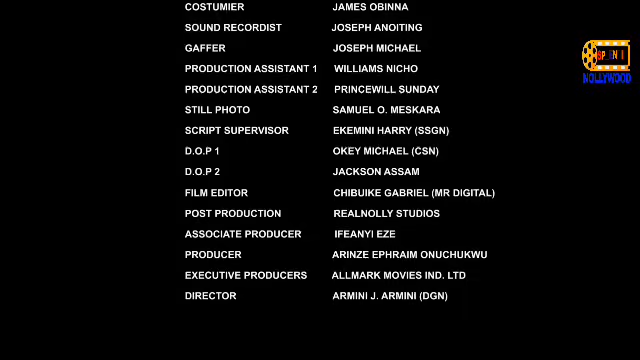 COSTUMIER JAMES OBINNA
SOUND RECORDIST JOSEPH ANOITING
GAFFER JOSEPH MICHAEL
PRODUCTION ASSISTANT 1 WILLIAMS NICHO
PRODUCTION ASSISTANT 2 PRINCEWILL SUNDAY
STILL PHOTO SAMUEL O. MESKARA
SCRIPT SUPERVISOR EKEMINI HARRY (SSGN)
D.O.P 1 OKEY MICHAEL (CSN)
D.O.P 2 JACKSON ASSAM
FILM EDITOR CHIBUIKE GABRIEL (MR DIGITAL)
POST PRODUCTION REALNOLLY STUDIOS
ASSOCIATE PRODUCER IFEANYI EZE
PRODUCER ARINZE EPHRAIM ONUCHUKWU
EXECUTIVE PRODUCERS ALLMARK MOVIES IND. LTD
DIRECTOR ARMINI J. ARMINI (DGN)
NOLLYWOOD